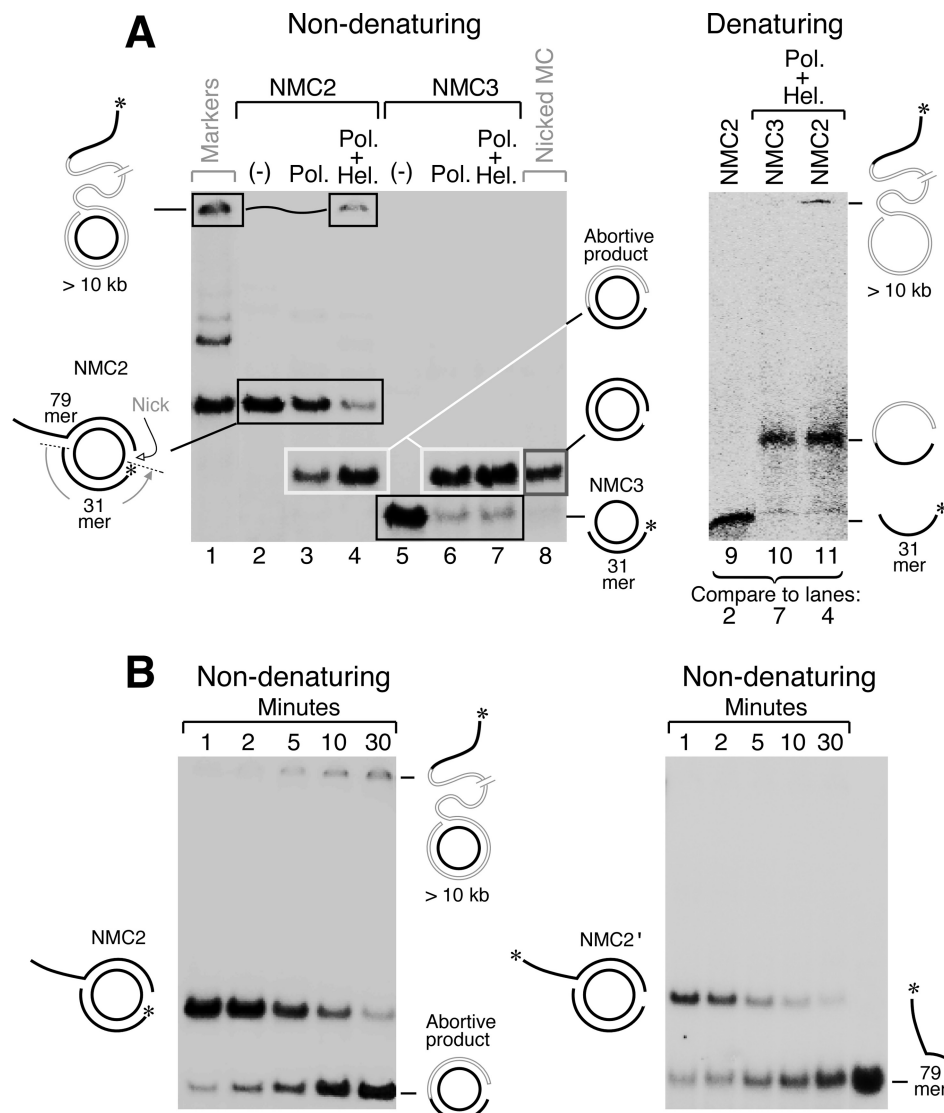 A
Non-denaturing
Denaturing
Markers
NMC2
NMC3
Nicked MC
(-)
Pol.
Pol.
+
Hel.
(-)
Pol.
Pol.
+
Hel.
Pol.
+
Hel.
NMC2
NMC3
NMC2
*
> 10 kb
*
> 10 kb
Abortive
product
NMC2
79
mer
Nick
*
31
mer
NMC3
*
31
mer
*
31
mer
1 2 3 4 5 6 7 8
9 10 11
Compare to lanes:
2 7 4
B
Non-denaturing
Minutes
1 2 5 10 30
*
> 10 kb
NMC2
*
Abortive
product
Non-denaturing
Minutes
1 2 5 10 30
NMC2'
*
*
79
mer